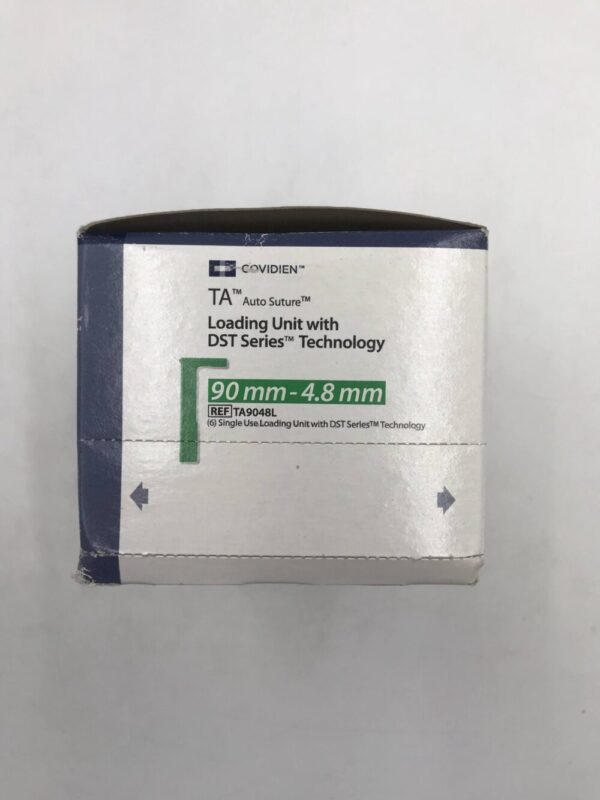 COVIDIEN™
TA™ Auto Suture™
Loading Unit with
DST Series™ Technology
90 mm - 4.8 mm
REF TA9048L
(6) Single Use Loading Unit with DST Series™ Technology